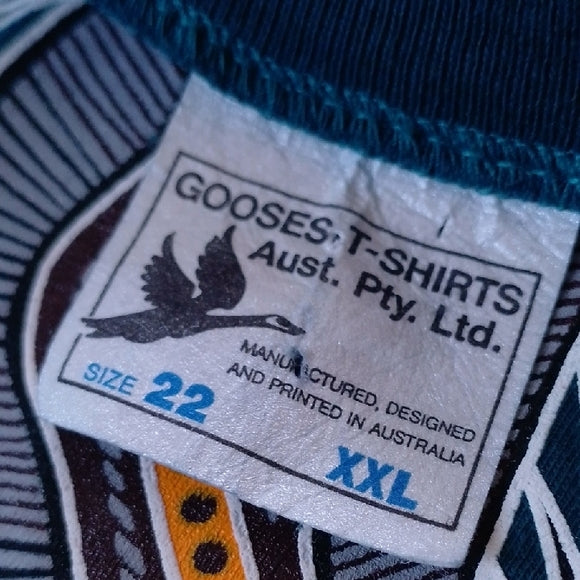 GOOSES, T-SHIRTS
Aust. Pty. Ltd.
MANUFACTURED, DESIGNED
AND PRINTED IN AUSTRALIA
SIZE 22
XXL